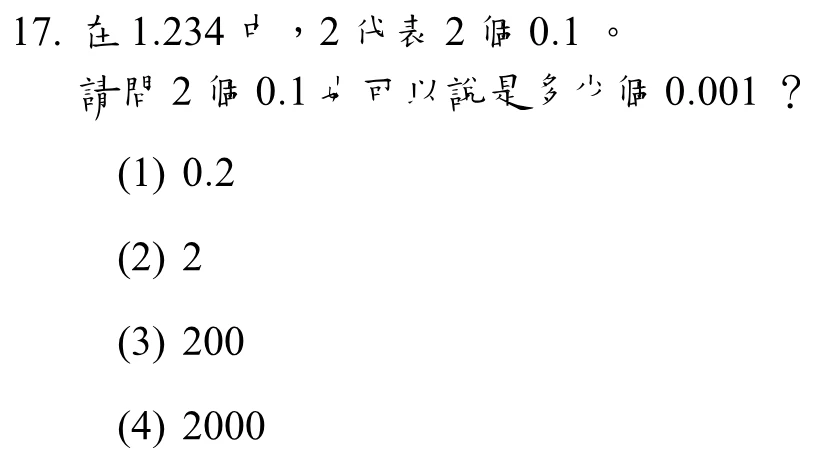 17. 在 1.234 中，2 代表 2 個 0.1 。
請問 2 個 0.1 也可以說是多少個 0.001 ？
(1) 0.2
(2) 2
(3) 200
(4) 2000